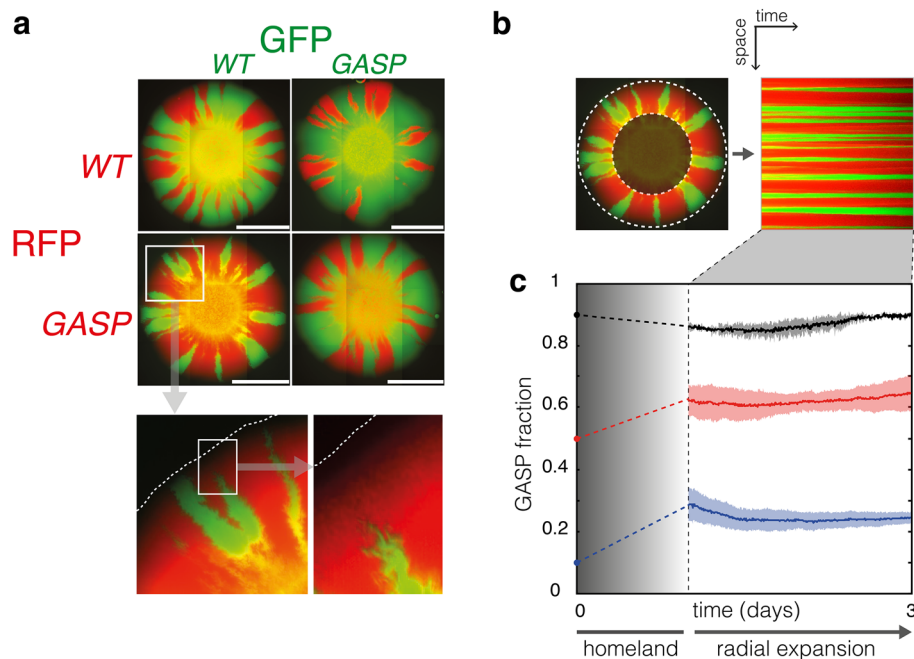 a
GFP
WT
GASP
WT
RFP
GASP
b
time
space
c
1
0.8
0.6
0.4
0.2
0
GASP fraction
0
time (days)
3
homeland
radial expansion